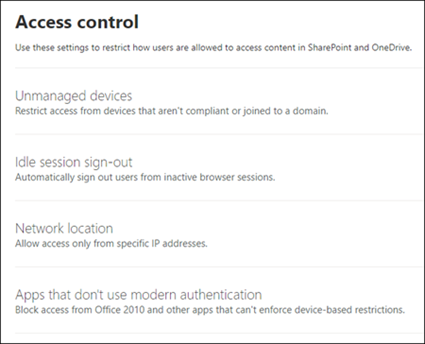 Access control
Use these settings to restrict how users are allowed to access content in SharePoint and OneDrive.
Unmanaged devices
Restrict access from devices that aren't compliant or joined to a domain.
Idle session sign-out
Automatically sign out users from inactive browser sessions.
Network location
Allow access only from specific IP addresses.
Apps that don't use modern authentication
Block access from Office 2010 and other apps that can't enforce device-based restrictions.